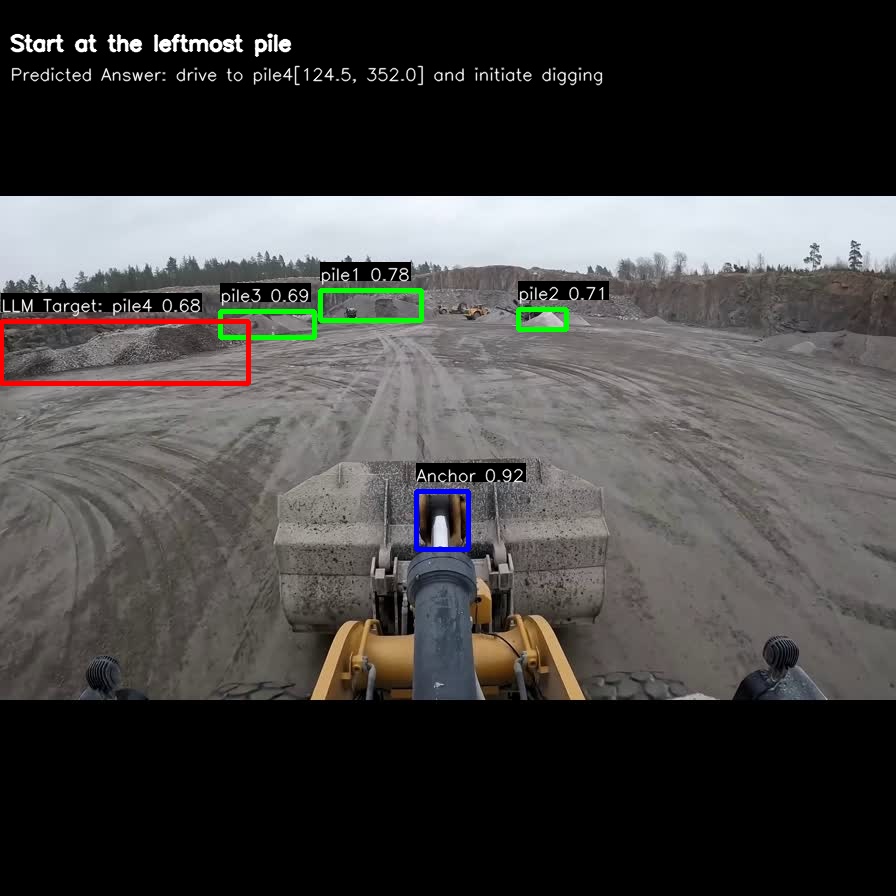 Start at the leftmost pile
Predicted Answer: drive to pile4[124.5, 352.0] and initiate digging
pile1 0.78
pile3 0.69
pile2 0.71
LLM Target: pile4 0.68
Anchor 0.92